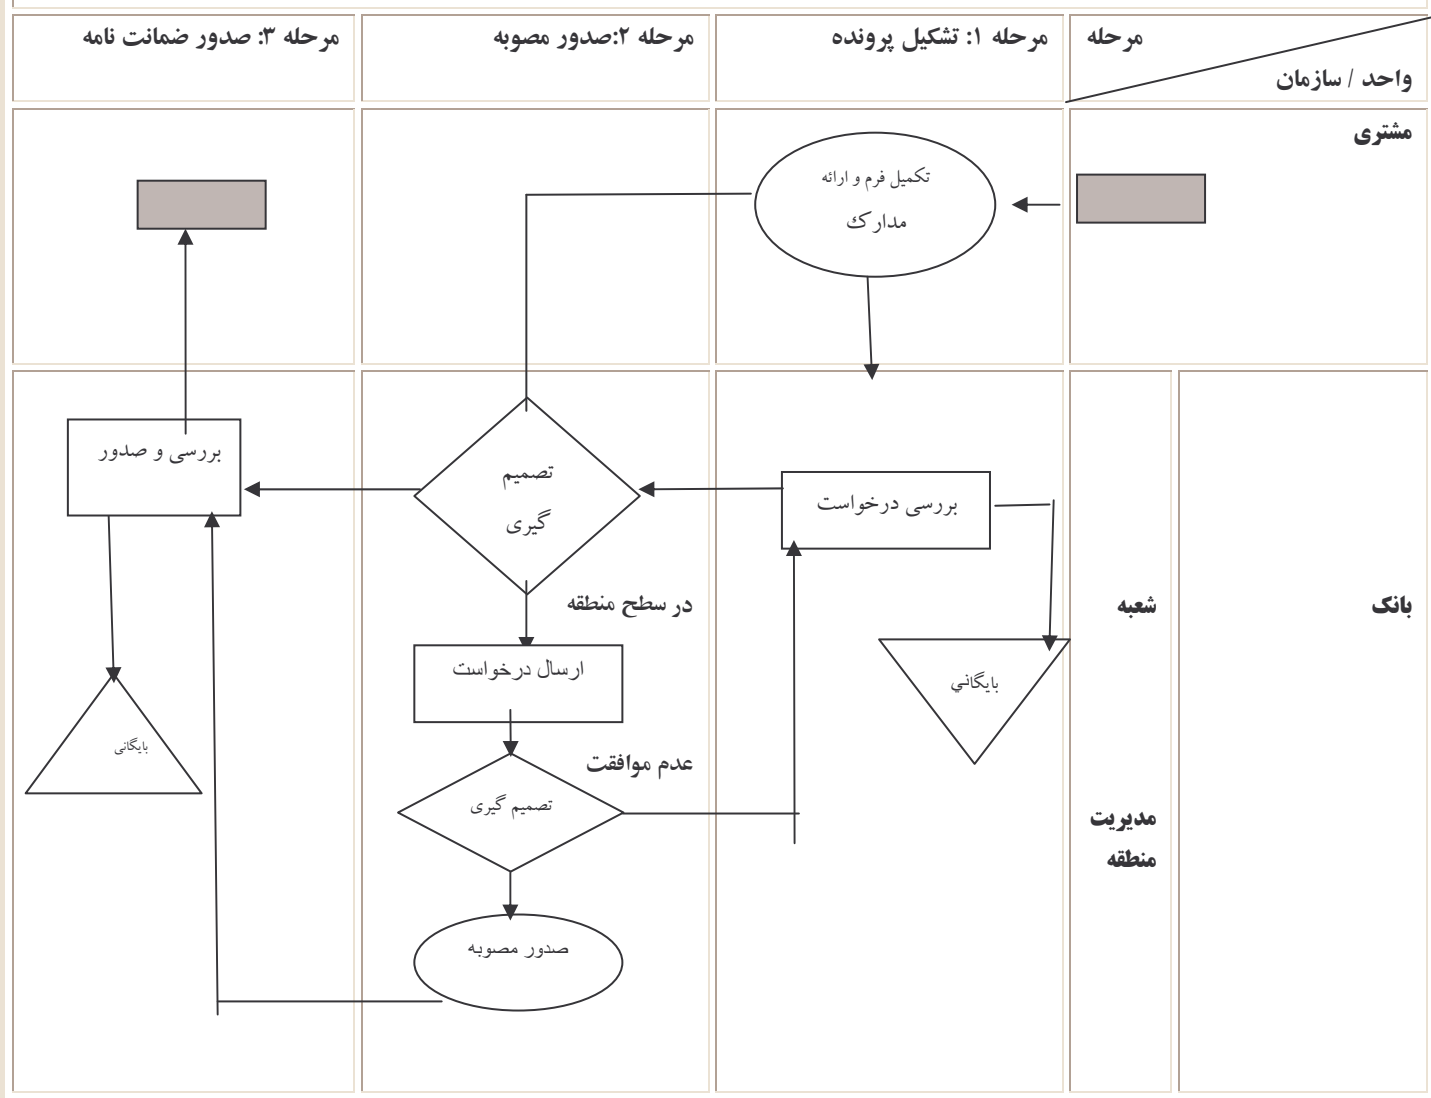 مرحله
واحد / سازمان
مرحله ۱: تشکیل پرونده
مرحله ۲:صدور مصوبه
مرحله ۳: صدور ضمانت نامه
مشتری
تکمیل فرم و ارائه
مدارک
بانک
شعبه
مدیریت
منطقه
بررسی درخواست
بایگاني
تصمیم
گیری
در سطح منطقه
ارسال درخواست
عدم موافقت
تصمیم گیری
صدور مصوبه
بررسی و صدور
بایگانی